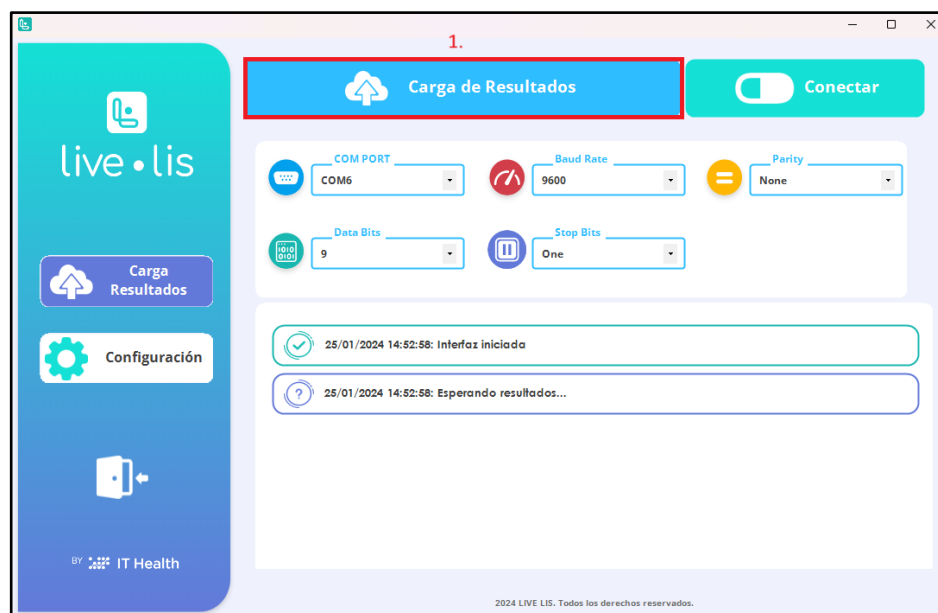 1.
Carga de Resultados
Conectar
live•lis
COM PORT
COM6
Baud Rate
9600
Parity
None
Data Bits
9
Stop Bits
One
Carga
Resultados
Configuración
25/01/2024 14:52:58: Interfaz iniciada
25/01/2024 14:52:58: Esperando resultados...
BY IT Health
2024 LIVE LIS. Todos los derechos reservados.